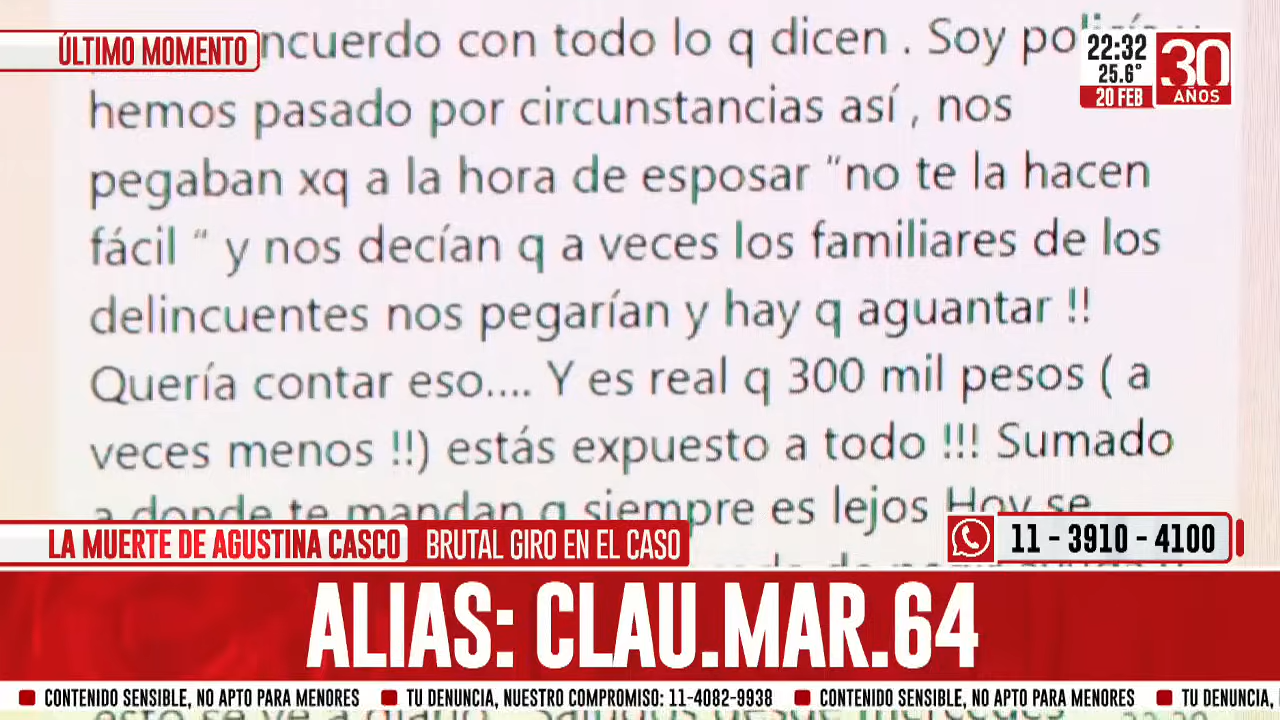 ÚLTIMO MOMENTO
con todo lo q dicen . Soy
22:32
25.6°
20 FEB
30
AÑOS
hemos pasado por circunstancias así , nos
pegaban xq a la hora de esposar “no te la hacen
fácil “ y nos decían q a veces los familiares de los
delincuentes nos pegarían y hay q aguantar !!
Quería contar eso.... Y es real q 300 mil pesos ( a
veces menos !!) estás expuesto a todo !!! Sumado
a donde te mandan q siempre es lejos Hoy se
LA MUERTE DE AGUSTINA CASCO
BRUTAL GIRO EN EL CASO
11 - 3910 - 4100
ALIAS: CLAU.MAR.64
CONTENIDO SENSIBLE, NO APTO PARA MENORES TU DENUNCIA, NUESTRO COMPROMISO: 11-4082-9938 CONTENIDO SENSIBLE, NO APTO PARA MENORES TU DENUNCIA,